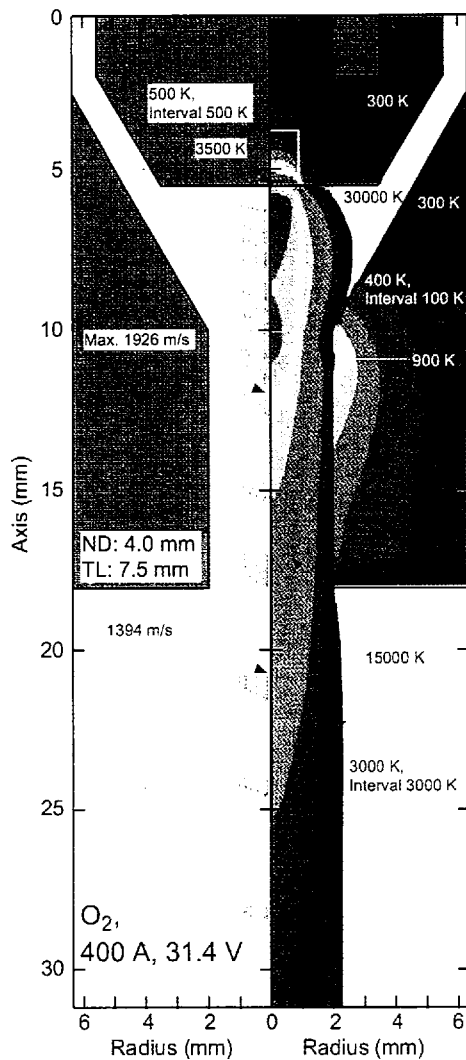 0
500 K,
Interval 500 K
300 K
3500 K
5
30000 K
300 K
400 K,
Interval 100 K
10
Max. 1926 m/s
900 K
Axis (mm)
15
ND: 4.0 mm
TL: 7.5 mm
1394 m/s
15000 K
20
3000 K,
Interval 3000 K
25
O₂,
400 A, 31.4 V
30
6 4 2 0 2 4 6
Radius (mm) Radius (mm)